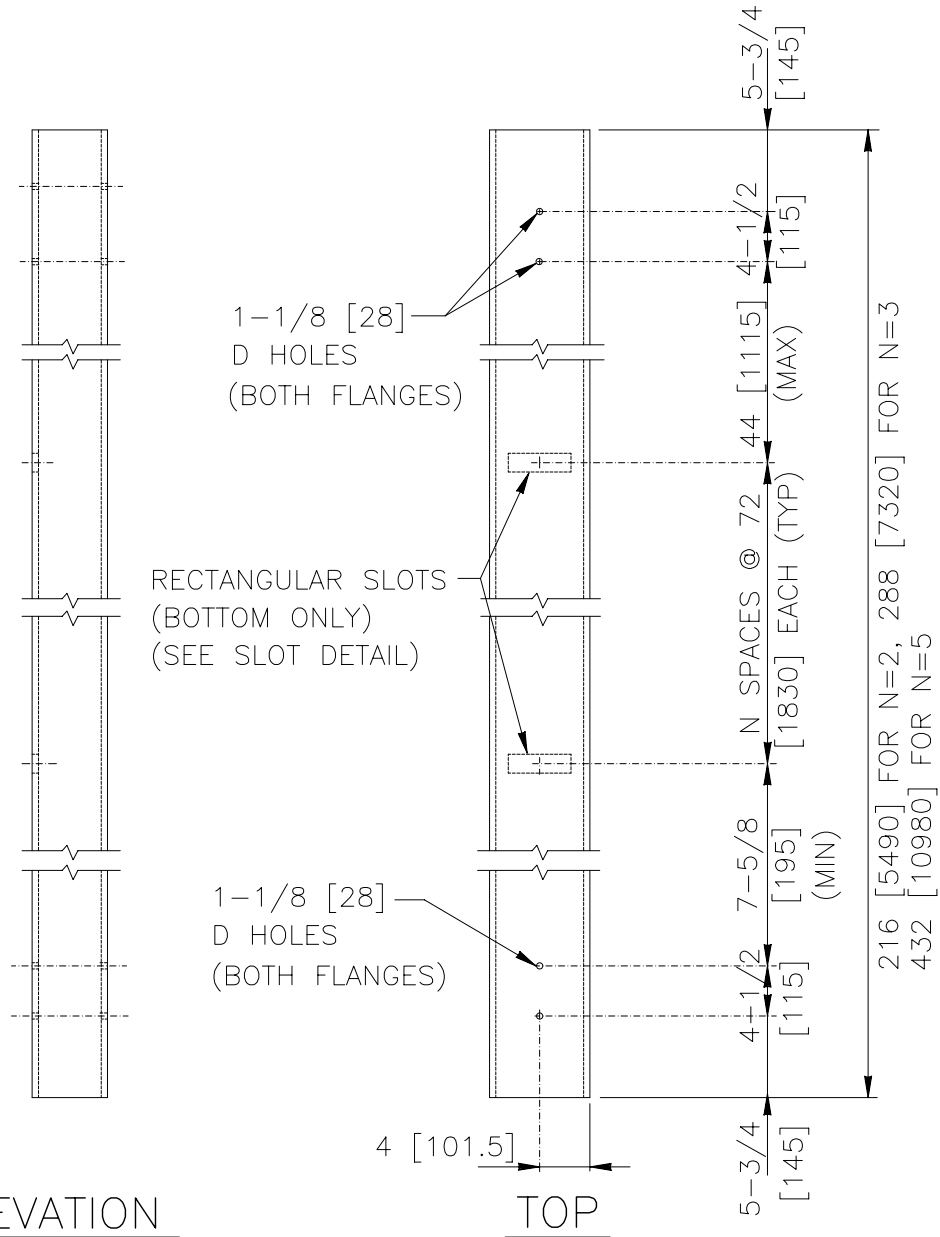 5-3/4
[145]
4-1/2
[115]
1-1/8 [28]
D HOLES
(BOTH FLANGES)
44 [1115]
(MAX)
RECTANGULAR SLOTS
(BOTTOM ONLY)
(SEE SLOT DETAIL)
N SPACES @ 72
[1830] EACH (TYP)
216 [5490] FOR N=2, 288 [7320] FOR N=3
432 [10980] FOR N=5
7-5/8
[195]
(MIN)
1-1/8 [28]
D HOLES
(BOTH FLANGES)
4-1/2
[115]
4 [101.5]
5-3/4
[145]
EVATION
TOP